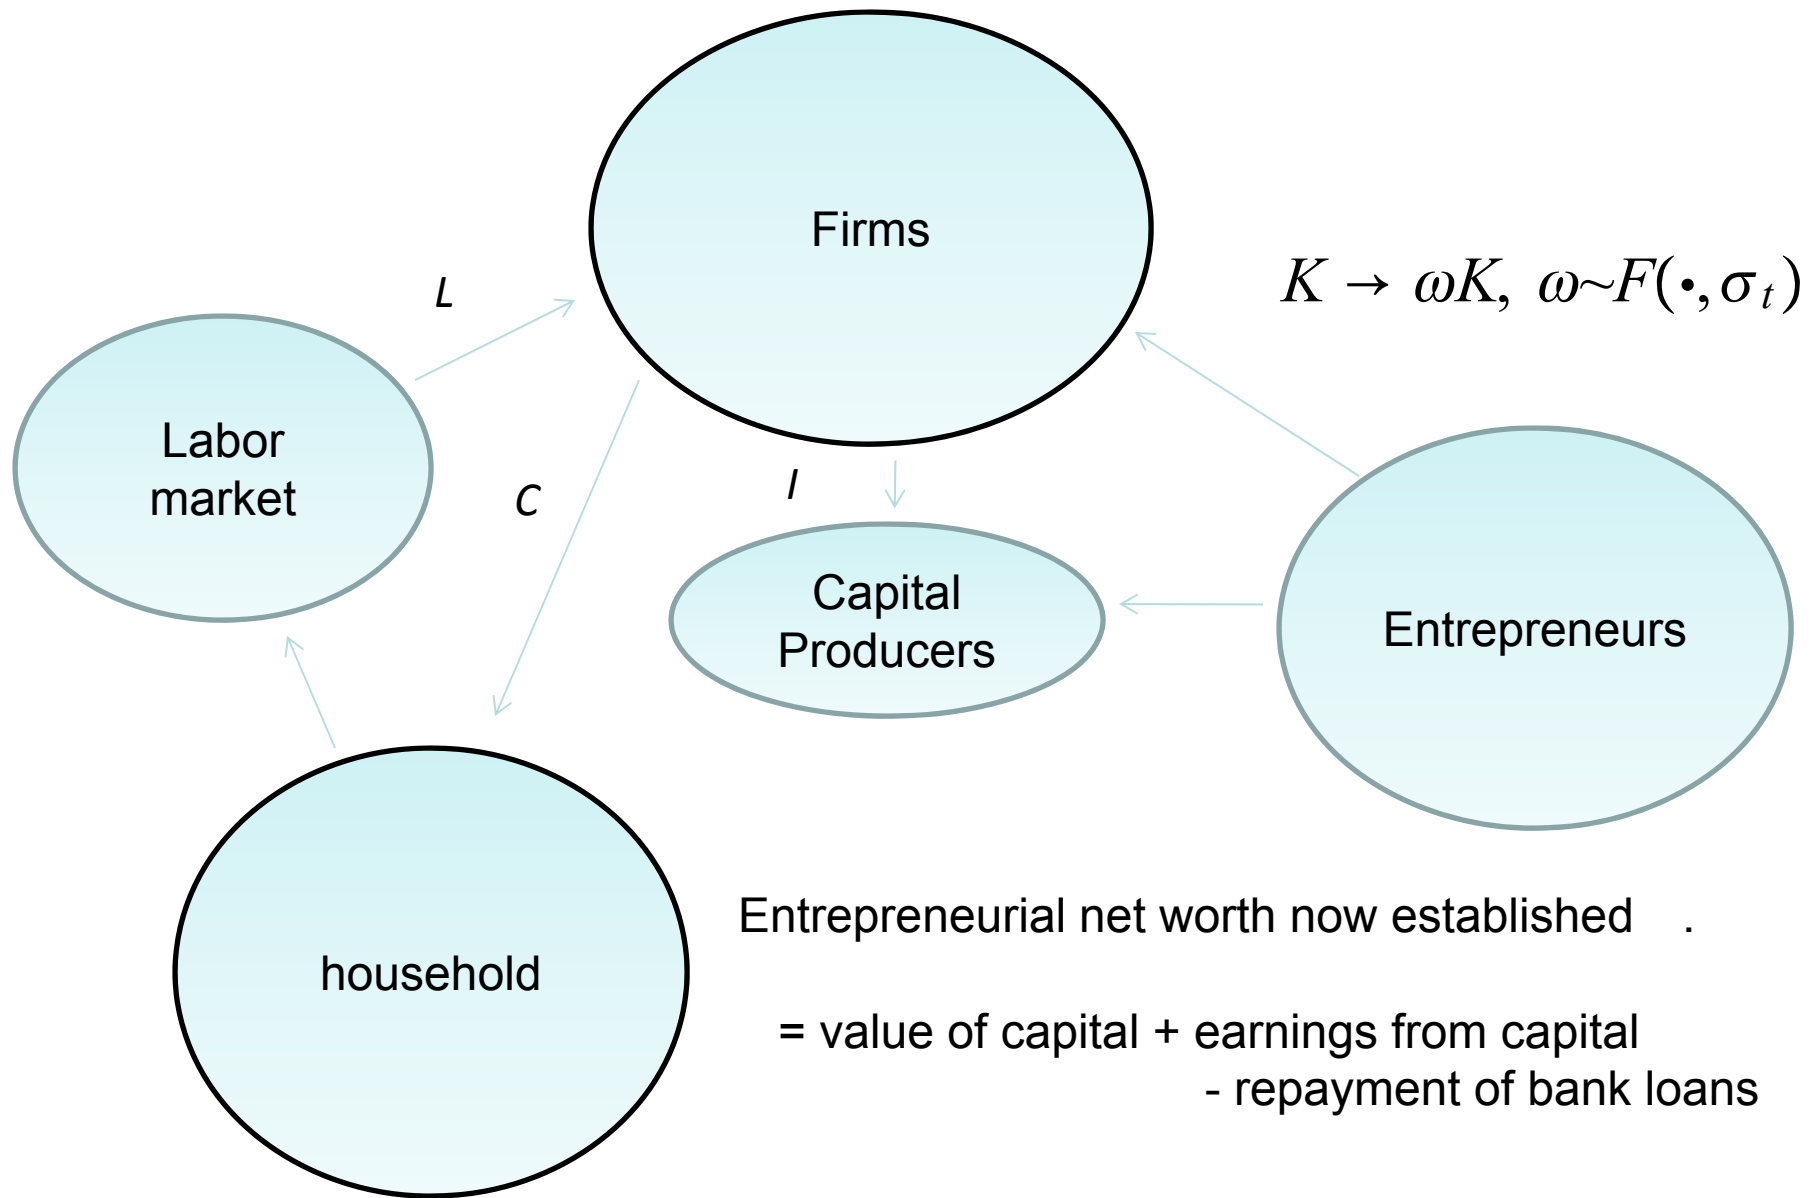 Firms
K → ωK, ω~F(•,σ_t)
L
Labor
market
C
I
Capital
Producers
Entrepreneurs
household
Entrepreneurial net worth now established .
= value of capital + earnings from capital
- repayment of bank loans